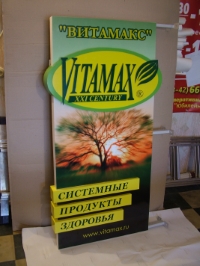 "ВИТАМАКС"
VITAMAX
XXI CENTURY ®
СИСТЕМНЫЕ
ПРОДУКТЫ
ЗДОРОВЬЯ
www.vitamax.ru